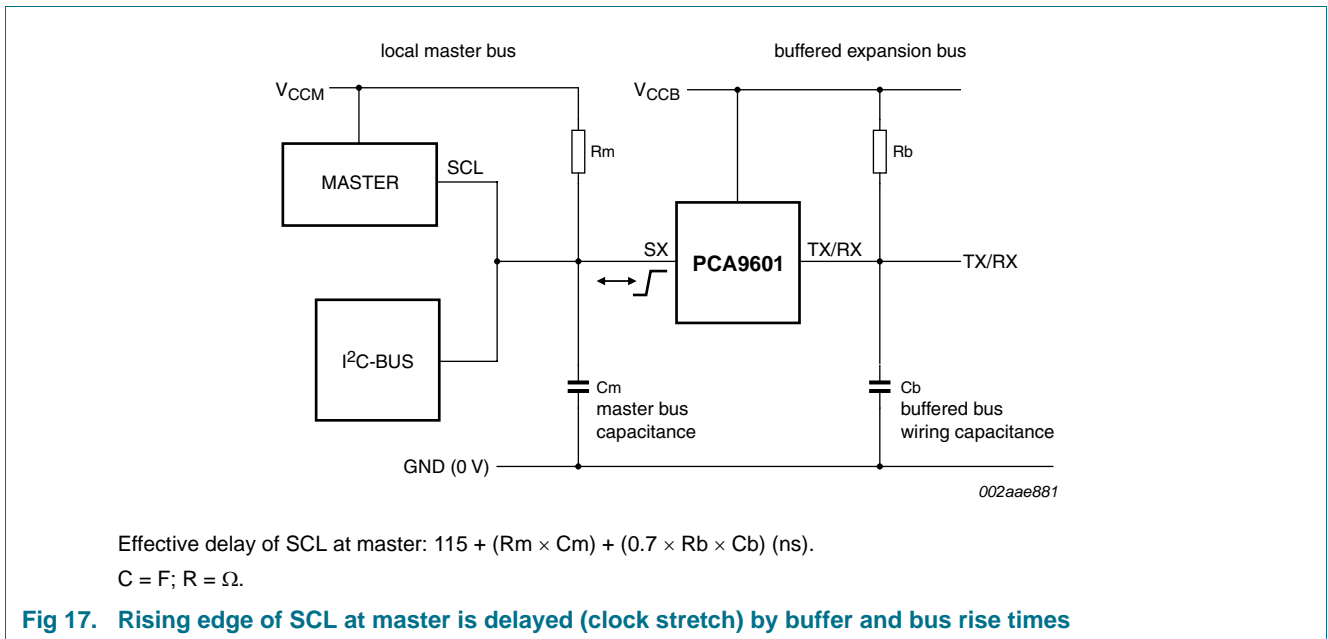 local master bus
buffered expansion bus
VCCM
VCCB
Rm
Rb
MASTER
SCL
SX
PCA9601
TX/RX
TX/RX
I²C-BUS
Cm
master bus
capacitance
Cb
buffered bus
wiring capacitance
GND (0 V)
002aae881
Effective delay of SCL at master: 115 + (Rm × Cm) + (0.7 × Rb × Cb) (ns).
C = F; R = Ω.
Fig 17. Rising edge of SCL at master is delayed (clock stretch) by buffer and bus rise times